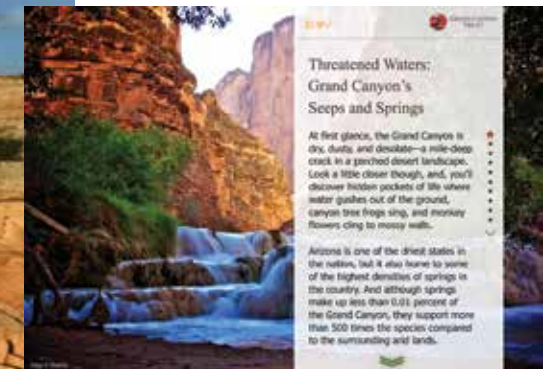 GRAND CANYON
TRUST
Threatened Waters:
Grand Canyon's
Seeps and Springs
At first glance, the Grand Canyon is
dry, dusty, and desolate—a mile-deep
crack in a parched desert landscape.
Look a little closer though, and, you'll
discover hidden pockets of life where
water gushes out of the ground,
canyon tree frogs sing, and monkey
flowers cling to mossy walls.
Arizona is one of the driest states in
the nation, but it also home to some
of the highest densities of springs in
the country. And although springs
make up less than 0.01 percent of
the Grand Canyon, they support more
than 500 times the species compared
to the surrounding arid lands.